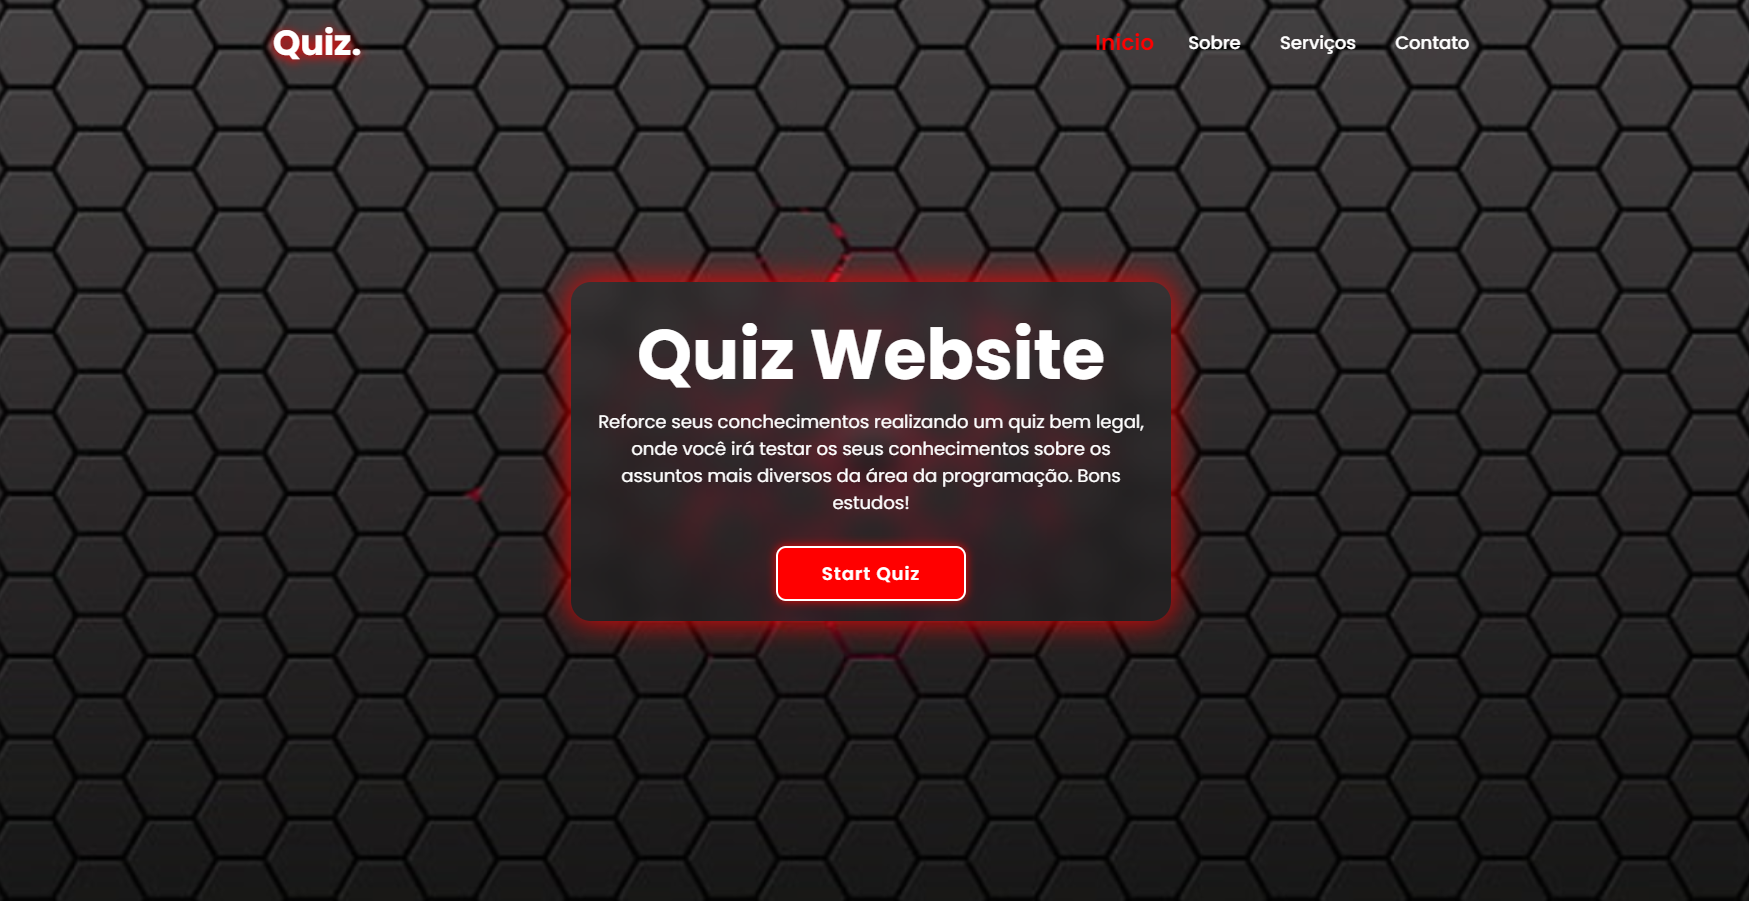 Quiz.
Início Sobre Serviços Contato
Quiz Website
Reforce seus conchecimentos realizando um quiz bem legal,
onde você irá testar os seus conhecimentos sobre os
assuntos mais diversos da área da programação. Bons
estudos!
Start Quiz